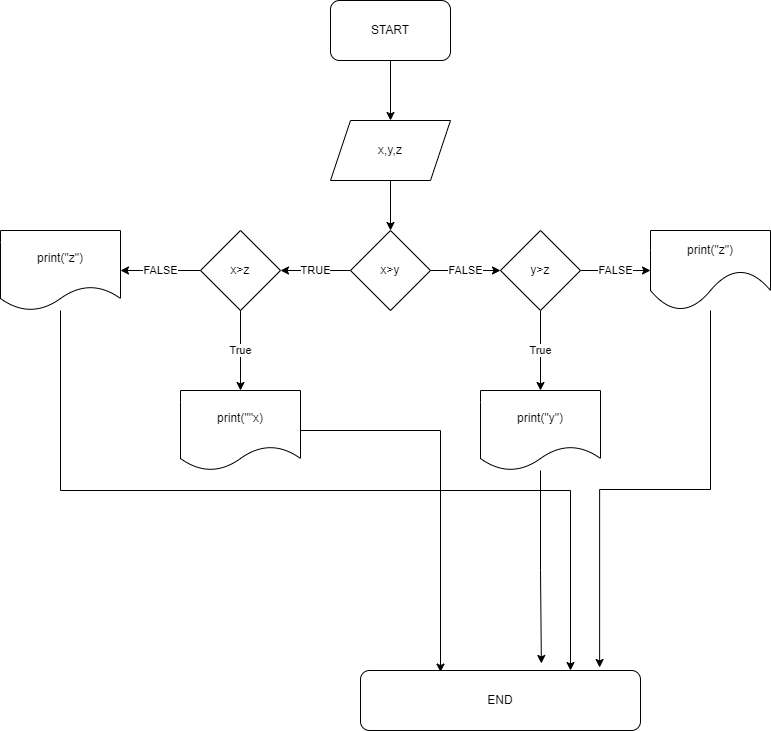 START
x,y,z
print("z")
FALSE
x>z
TRUE
x>y
FALSE
y>z
FALSE
print("z")
True
True
print(""x)
print("y")
END